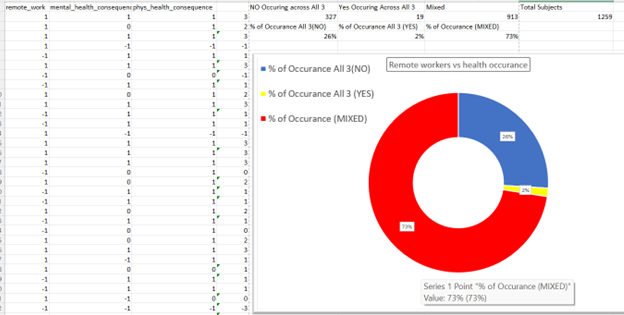 remote_work mental_health_consequenc phys_health_consequence NO Occuring across All 3 Yes Occuring Across All 3 Mixed Total Subjects
1 1 1 3 327 19 913 1259
1 0 1 2 % of Occurance All 3(NO) % of Occurance All 3 (YES) % of Occurance (MIXED)
1 1 1 3 26% 2% 73%
1 -1 -1 -1
-1 1 1 1
1 1 1 3
-1 0 0 -1
-1 1 1 1
1 0 1 2
-1 1 1 1
-1 1 1 1
1 -1 -1 -1
1 1 1 3
1 1 1 3
1 1 1 3
-1 0 0
1 0 1 2
-1 1 1 1
-1 1 1 1
1 0 1 2
-1 1 1 1
-1 0 1 0
1 0 1 2
1 1 1 3
1 -1 1 1
1 0 0 1
-1 1 1 1
-1 1 1 1
1 -1 0 0
-1 -1 -1 -3
Remote workers vs health occurance
% of Occurance All 3(NO)
% of Occurance All 3 (YES)
% of Occurance (MIXED)
26%
2%
73%
Series 1 Point "% of Occurance (MIXED)"
Value: 73% (73%)